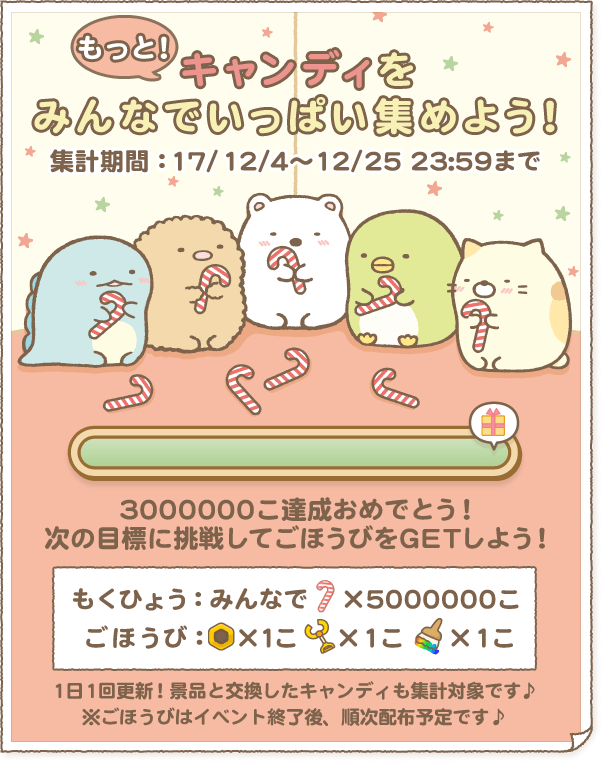 もっと!
キャンディを
みんなでいっぱい集めよう!
集計期間：17/12/4～12/25 23:59まで
3000000こ達成おめでとう!
次の目標に挑戦してごほうびをGETしよう!
もくひょう：みんなで ×5000000こ
ごほうび： ×1こ ×1こ ×1こ
1日1回更新!景品と交換したキャンディも集計対象です♪
※ごほうびはイベント終了後、順次配布予定です♪